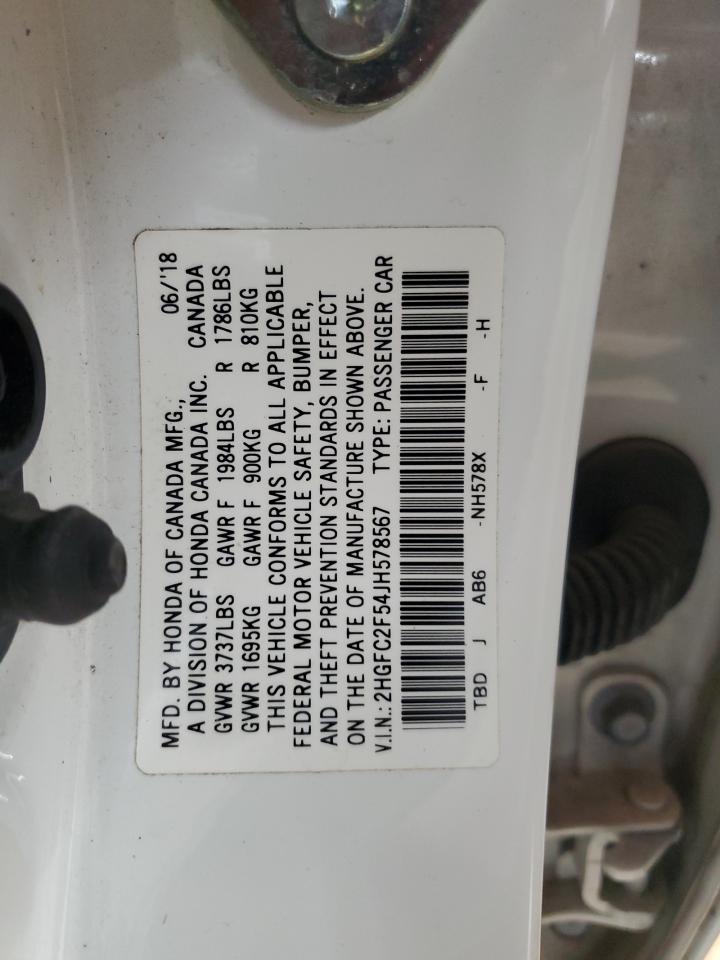 MFD. BY HONDA OF CANADA MFG., 06/'18
A DIVISION OF HONDA CANADA INC. CANADA
GVWR 3737LBS GAWR F 1984LBS R 1786LBS
GVWR 1695KG GAWR F 900KG R 810KG
THIS VEHICLE CONFORMS TO ALL APPLICABLE
FEDERAL MOTOR VEHICLE SAFETY, BUMPER,
AND THEFT PREVENTION STANDARDS IN EFFECT
ON THE DATE OF MANUFACTURE SHOWN ABOVE.
V.I.N.: 2HGFC2F54JH578567 TYPE: PASSENGER CAR
TBD J AB6 -NH578X -F -H